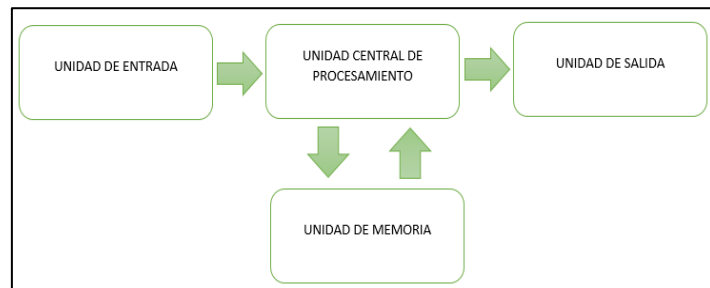 UNIDAD DE ENTRADA
UNIDAD CENTRAL DE
PROCESAMIENTO
UNIDAD DE SALIDA
UNIDAD DE MEMORIA